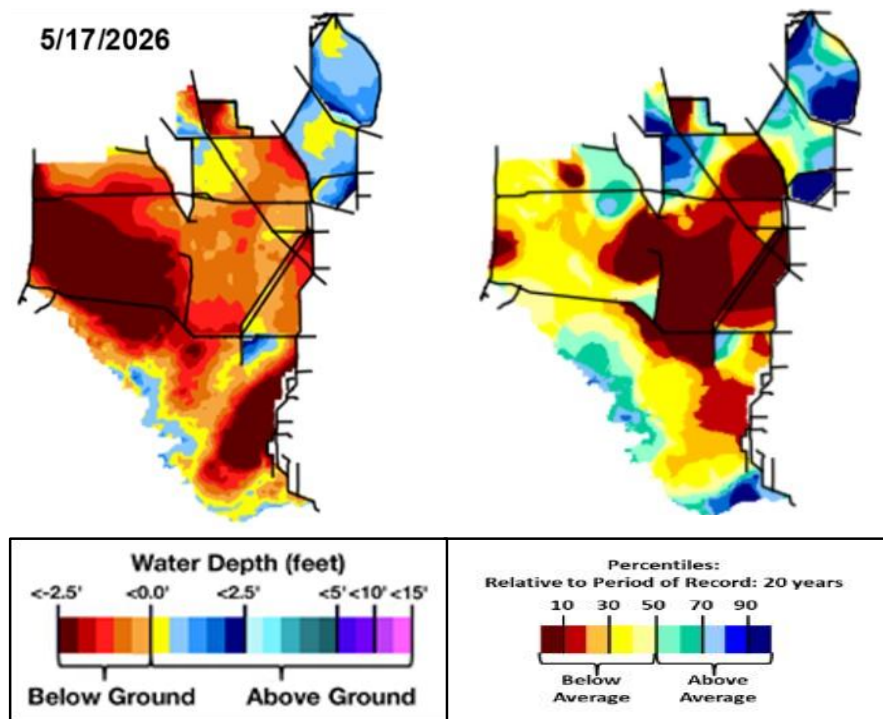 5/17/2026
Water Depth (feet)
<-2.5' <0.0' <2.5' <5' <10' <15'
Below Ground Above Ground
Percentiles:
Relative to Period of Record: 20 years
10 30 50 70 90
Below Average Above Average